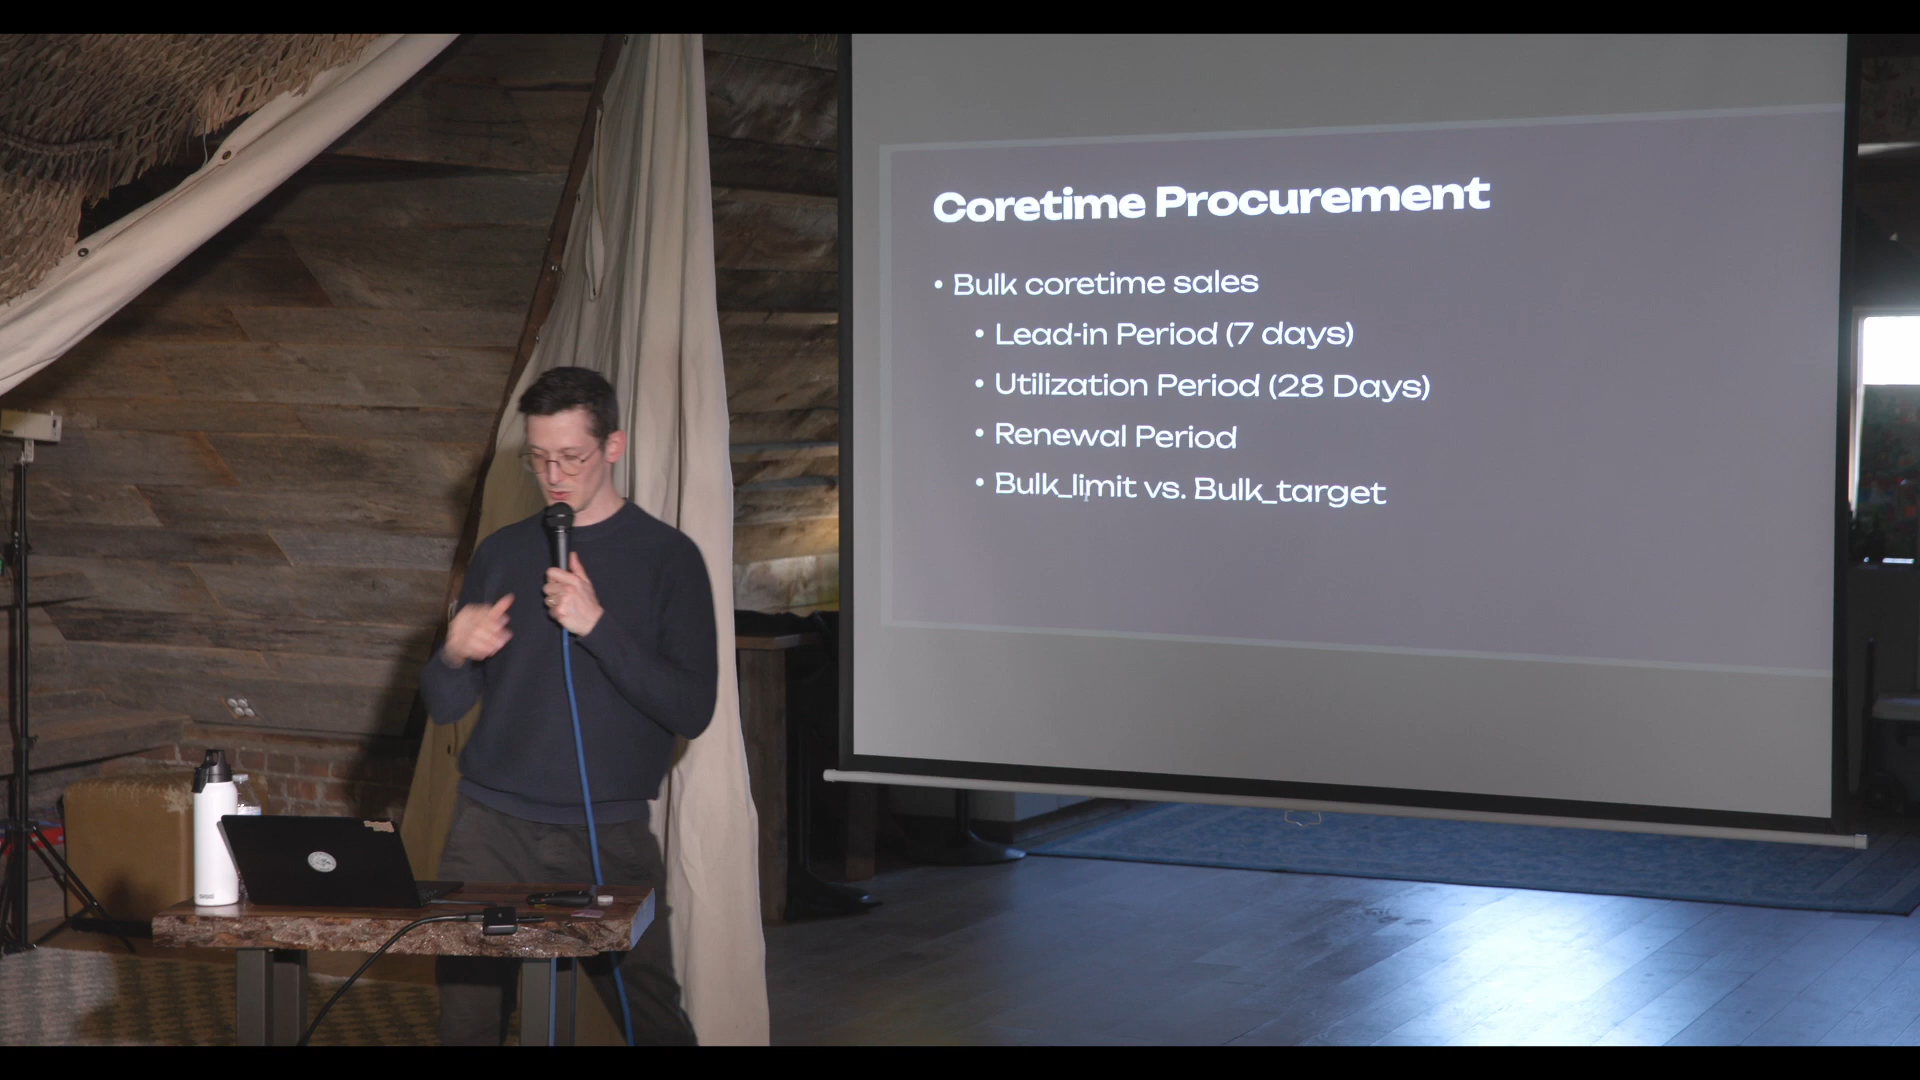 Coretime Procurement
• Bulk coretime sales
• Lead-in Period (7 days)
• Utilization Period (28 Days)
• Renewal Period
• Bulk_limit vs. Bulk_target